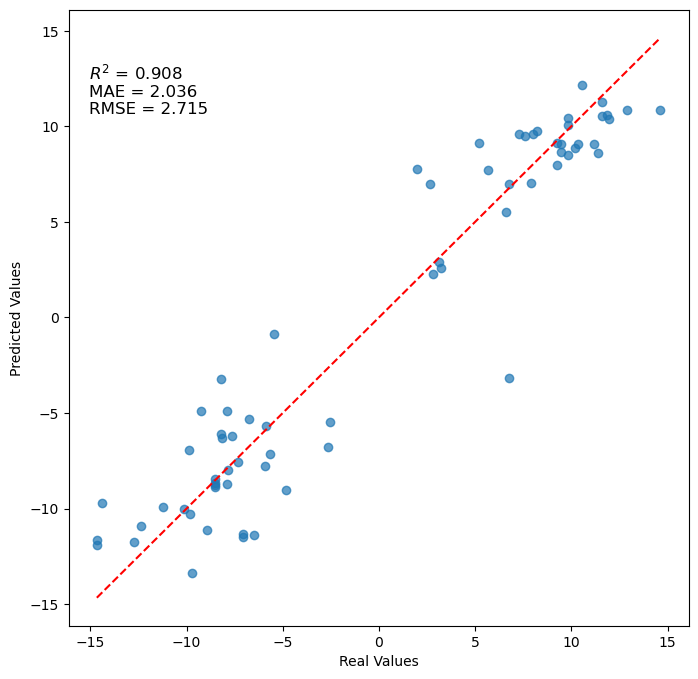 15
10
5
0
−5
−10
−15
Predicted Values
R² = 0.908
MAE = 2.036
RMSE = 2.715
−15 −10 −5 0 5 10 15
Real Values